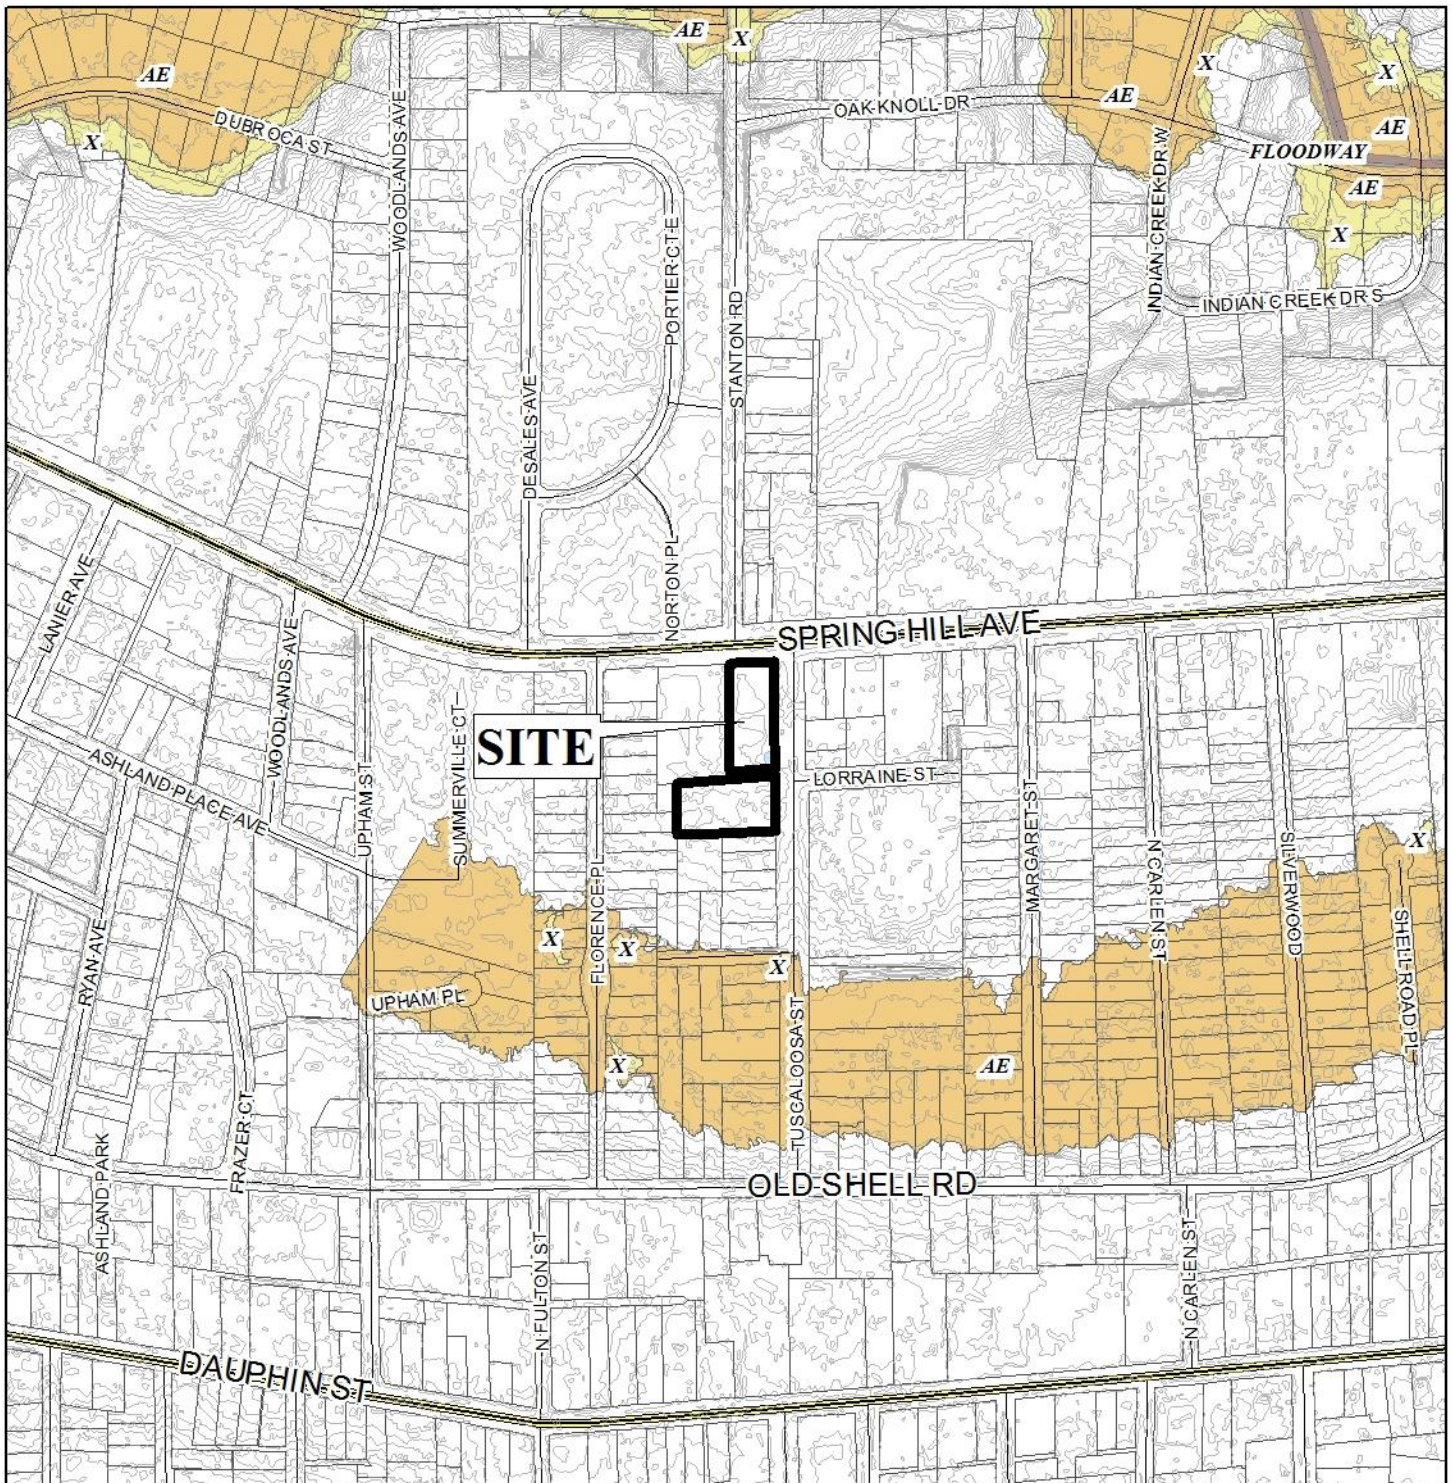 AE
X
AE
X
AE
X
DUBROCA ST
WOODLANDS AVE
OAK KNOLL DR
AE
X
FLOODWAY
AE
X
INDIAN CREEK DR W
INDIAN CREEK DR S
PORTIER CT E
STANTON RD
DESALES AVE
NORTON PL
LANIER AVE
WOODLANDS AVE
SPRING HILL AVE
SITE
ASHLAND PLACE AVE
UPHAM ST
SUMMERVILLE CT
LORRAINE ST
MARGARET ST
N CARLEN ST
SILVERWOOD
X
SHELL ROAD PL
RYAN AVE
FLORENCE PL
X
X
X
UPHAM PL
TUSCALOOSA ST
X
AE
FRAZER CT
ASHLAND PARK
OLD SHELL RD
N FULTON ST
N CARLEN ST
DAUPHIN ST